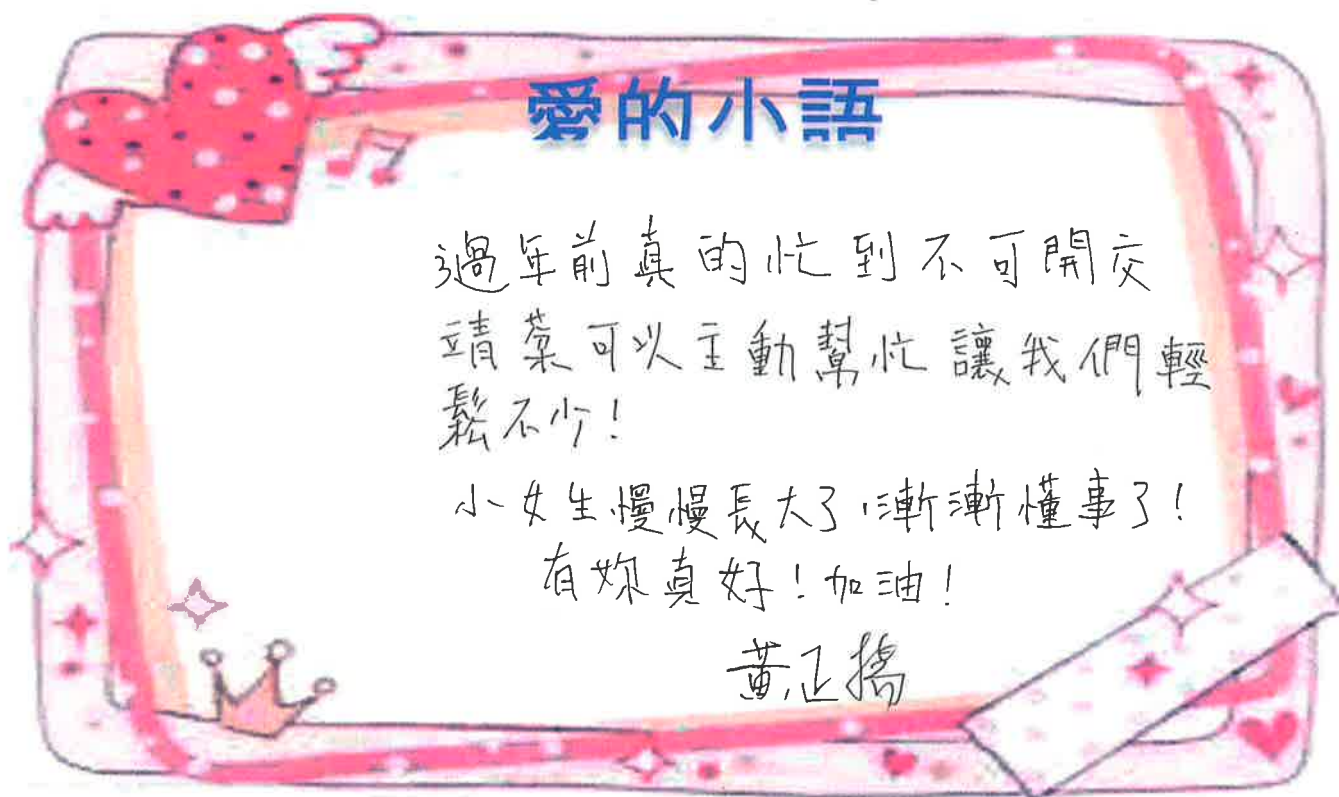 愛的小語
過年前真的忙到不可開交
靖棻可以主動幫忙讓我們輕
鬆不少!
小女生慢慢長大了,漸漸懂事了!
有妳真好!加油!
黃正